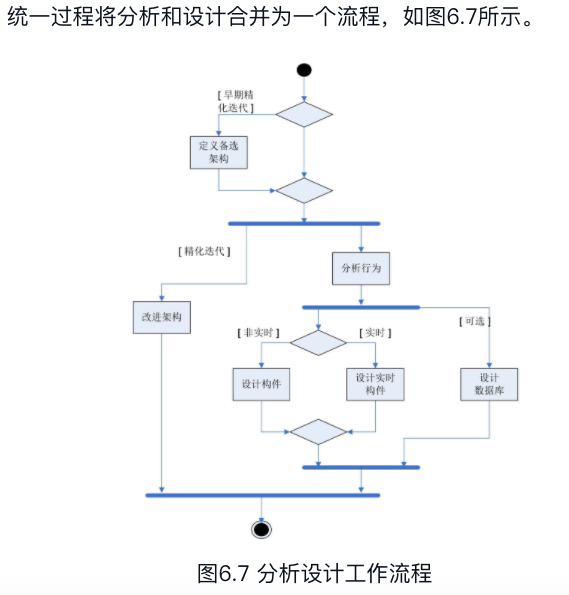 统一过程将分析和设计合并为一个流程，如图6.7所示。
[早期精
化迭代]
定义备选
架构
[精化迭代]
分析行为
改进架构
[可选]
[非实时]
[实时]
设计构件
设计实时
构件
设计
数据库
图6.7 分析设计工作流程